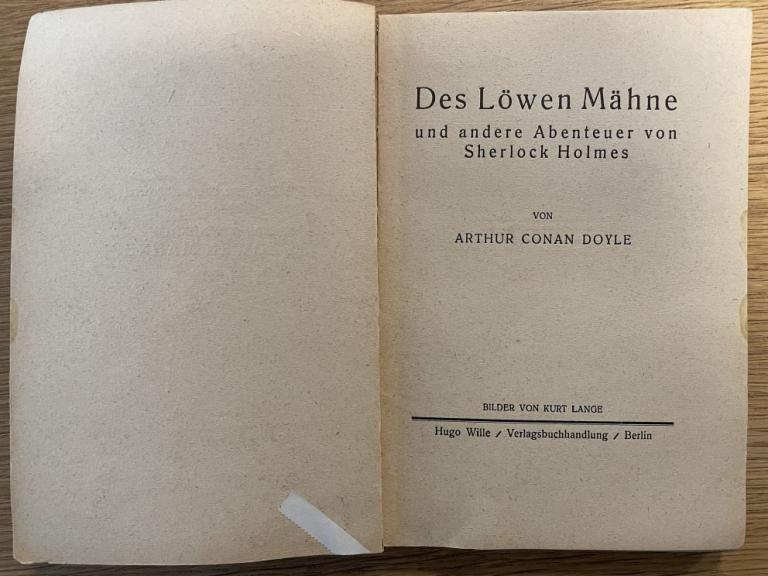 Des Löwen Mähne
und andere Abenteuer von
Sherlock Holmes
VON
ARTHUR CONAN DOYLE
BILDER VON KURT LANGE
Hugo Wille / Verlagsbuchhandlung / Berlin